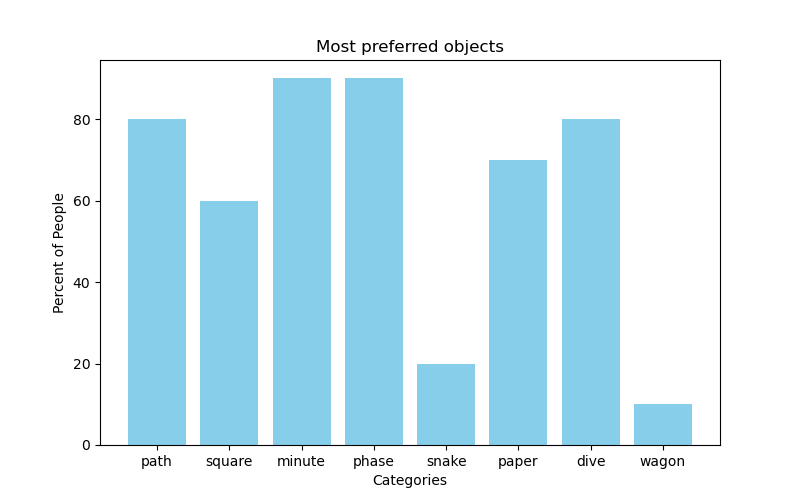 Most preferred objects
Percent of People
80
60
40
20
0
path square minute phase snake paper dive wagon
Categories